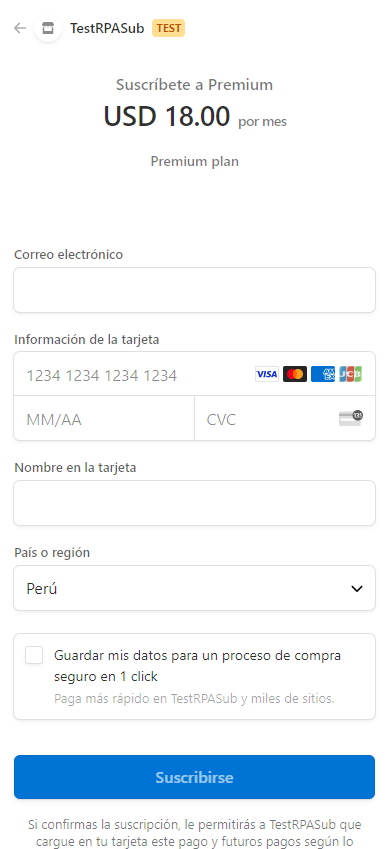 TestRPASub TEST
Suscríbete a Premium
USD 18.00 por mes
Premium plan
Correo electrónico
Información de la tarjeta
1234 1234 1234 1234 VISA JCB
MM/AA CVC 135
Nombre en la tarjeta
País o región
Perú
Guardar mis datos para un proceso de compra
seguro en 1 click
Paga más rápido en TestRPASub y miles de sitios.
Suscribirse
Si confirmas la suscripción, le permitirás a TestRPASub que
cargue en tu tarjeta este pago y futuros pagos según lo